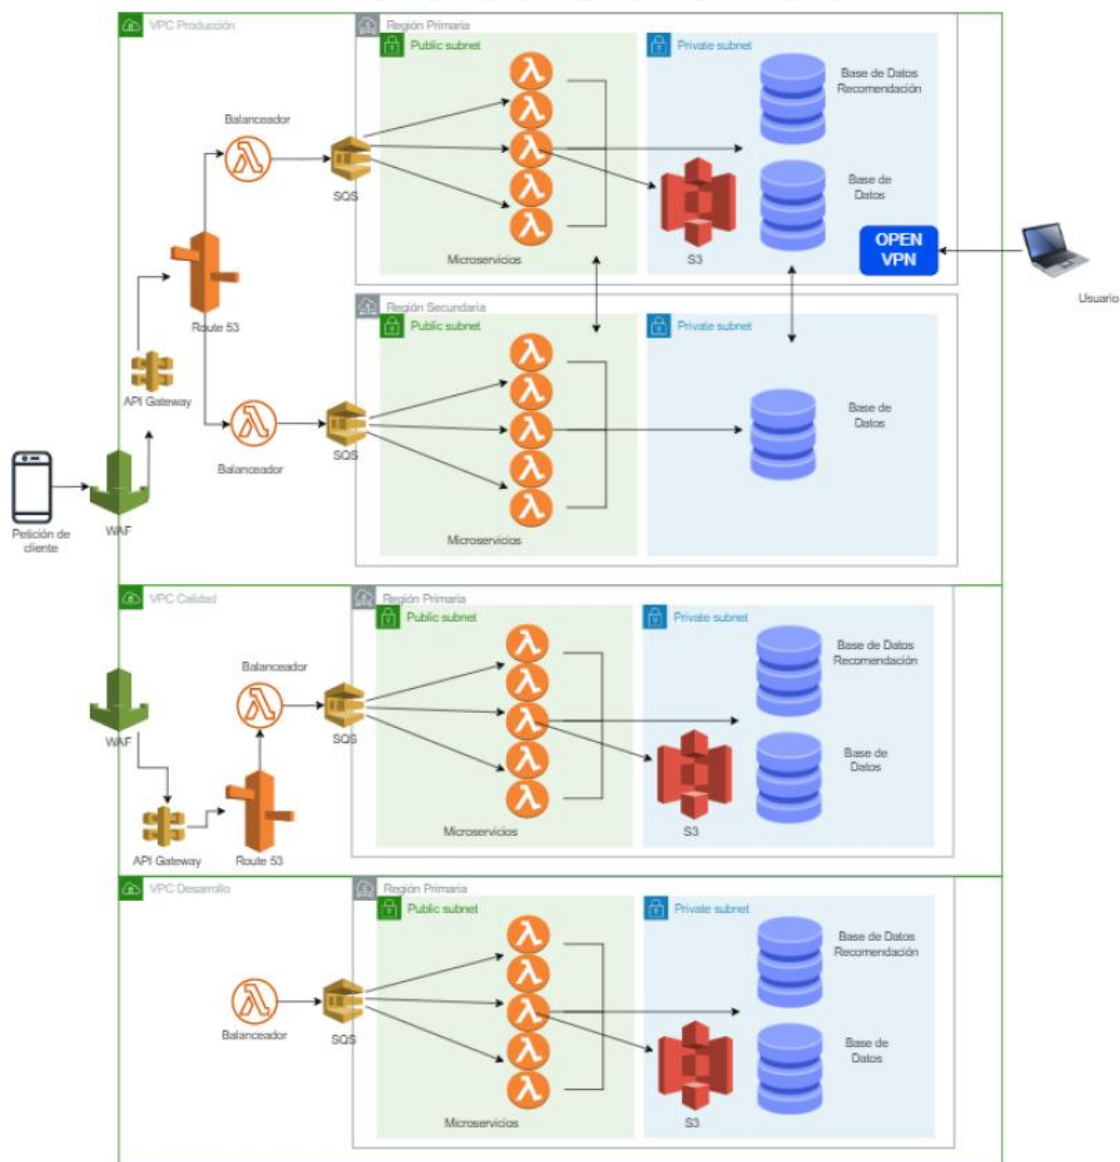 VPC Producción
Región Primaria
Public subnet
Private subnet
Base de Datos
Recomendación
Balanceador
SQS
Base de
Datos
OPEN
VPN
Microservicios
S3
Usuario
Route 53
Región Secundaria
Public subnet
Private subnet
API Gateway
Base de
Datos
SQS
Balanceador
WAF
Petición de
cliente
Microservicios
VPC Calidad
Región Primaria
Public subnet
Private subnet
Base de Datos
Recomendación
Balanceador
SQS
WAF
Base de
Datos
Microservicios
S3
API Gateway
Route 53
VPC Desarrollo
Región Primaria
Public subnet
Private subnet
Base de Datos
Recomendación
Balanceador
SQS
Base de
Datos
Microservicios
S3